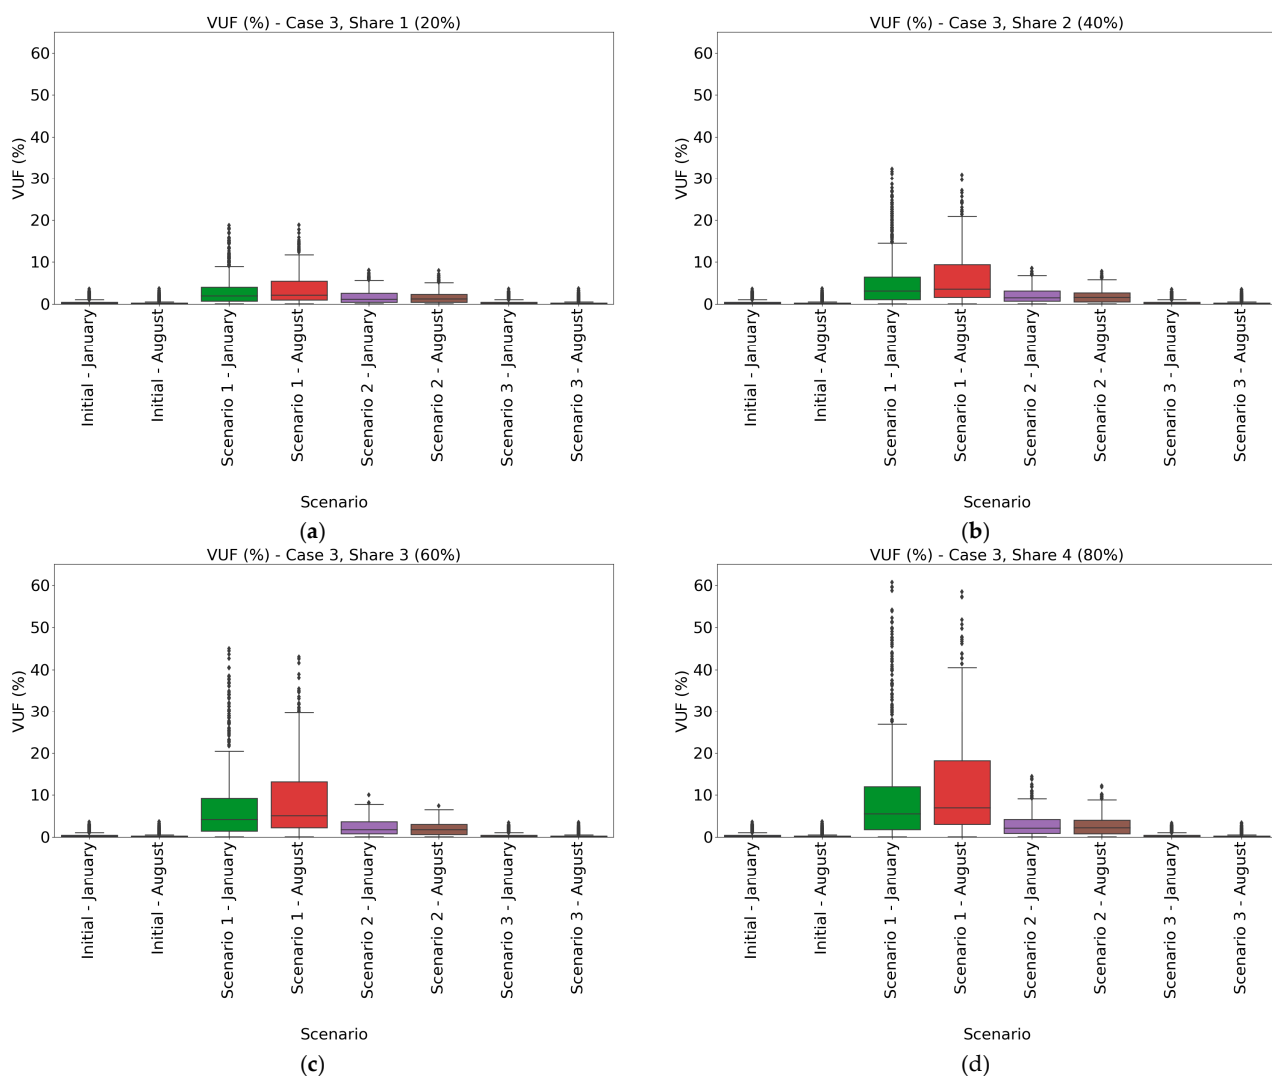 VUF (%) - Case 3, Share 1 (20%)
VUF (%)
60
50
40
30
20
10
0
Initial - January
Initial - August
Scenario 1 - January
Scenario 1 - August
Scenario 2 - January
Scenario 2 - August
Scenario 3 - January
Scenario 3 - August
Scenario
(a)
VUF (%) - Case 3, Share 2 (40%)
VUF (%)
60
50
40
30
20
10
0
Initial - January
Initial - August
Scenario 1 - January
Scenario 1 - August
Scenario 2 - January
Scenario 2 - August
Scenario 3 - January
Scenario 3 - August
Scenario
(b)
VUF (%) - Case 3, Share 3 (60%)
VUF (%)
60
50
40
30
20
10
0
Initial - January
Initial - August
Scenario 1 - January
Scenario 1 - August
Scenario 2 - January
Scenario 2 - August
Scenario 3 - January
Scenario 3 - August
Scenario
(c)
VUF (%) - Case 3, Share 4 (80%)
VUF (%)
60
50
40
30
20
10
0
Initial - January
Initial - August
Scenario 1 - January
Scenario 1 - August
Scenario 2 - January
Scenario 2 - August
Scenario 3 - January
Scenario 3 - August
Scenario
(d)